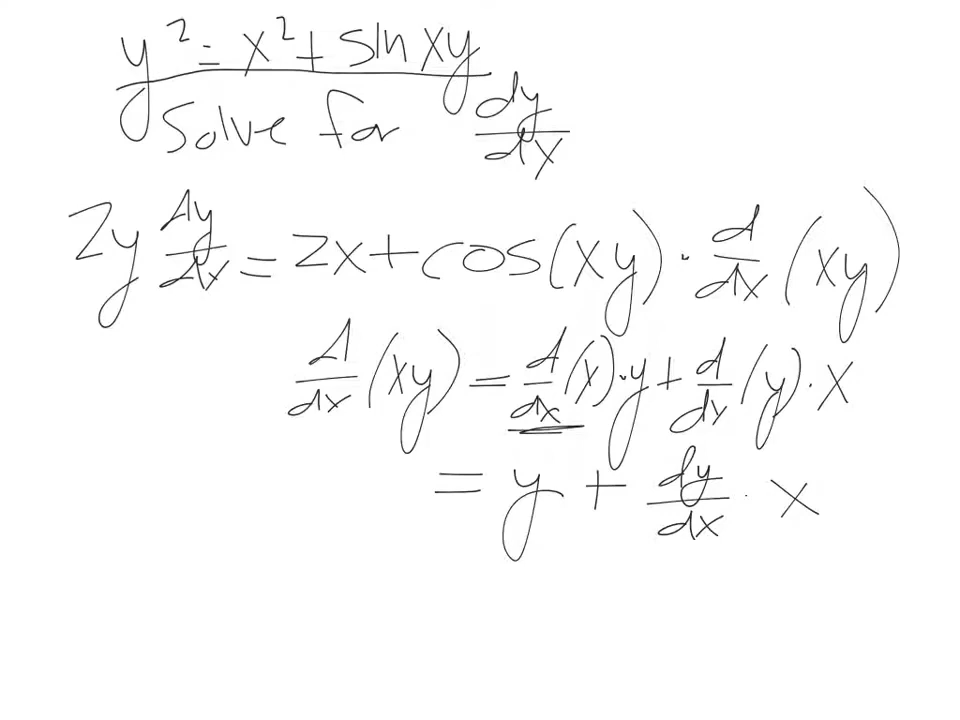 y² = x² + sin xy
Solve for dy/dx
2y dy/dx = 2x + cos(xy) · d/dx (xy)
d/dx (xy) = d/dx (x) · y + d/dx (y) · x
= y + dy/dx · x